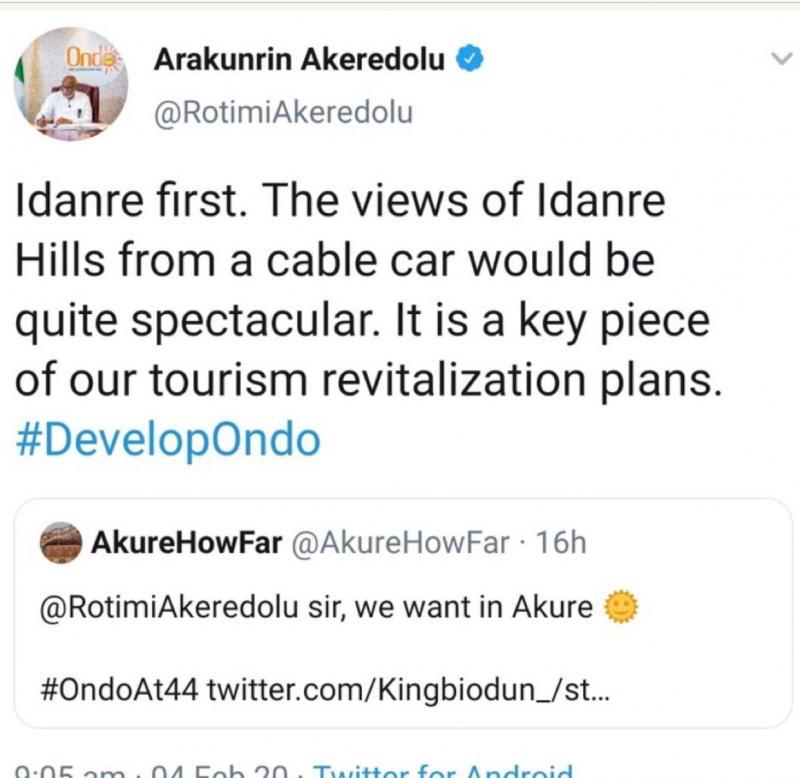 Ondo
Arakunrin Akeredolu
@RotimiAkeredolu
Idanre first. The views of Idanre
Hills from a cable car would be
quite spectacular. It is a key piece
of our tourism revitalization plans.
#DevelopOndo
AkureHowFar @AkureHowFar · 16h
@RotimiAkeredolu sir, we want in Akure 🌞
#OndoAt44 twitter.com/Kingbiodun_/st...
9:05 am · 04 Feb 20 · Twitter for Android